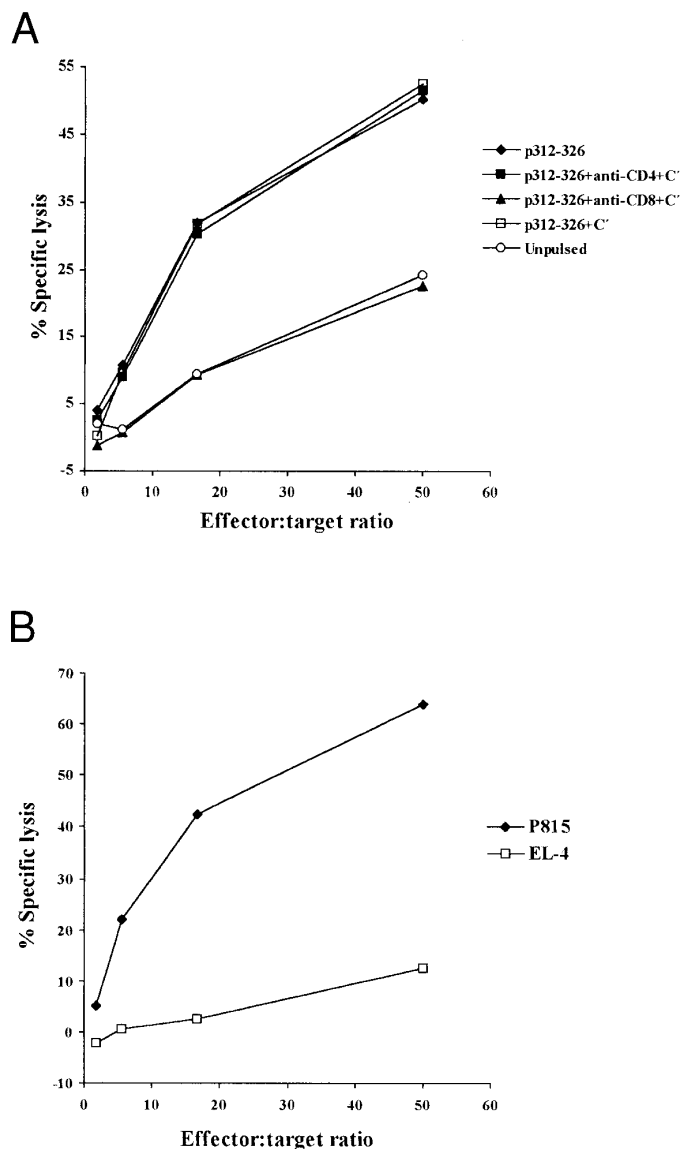 A
55
45
35
25
15
5
-5
% Specific lysis
0 10 20 30 40 50 60
Effector:target ratio
p312-326
p312-326+anti-CD4+C´
p312-326+anti-CD8+C´
p312-326+C´
Unpulsed
B
70
60
50
40
30
20
10
0
-10
% Specific lysis
0 10 20 30 40 50 60
Effector:target ratio
P815
EL-4